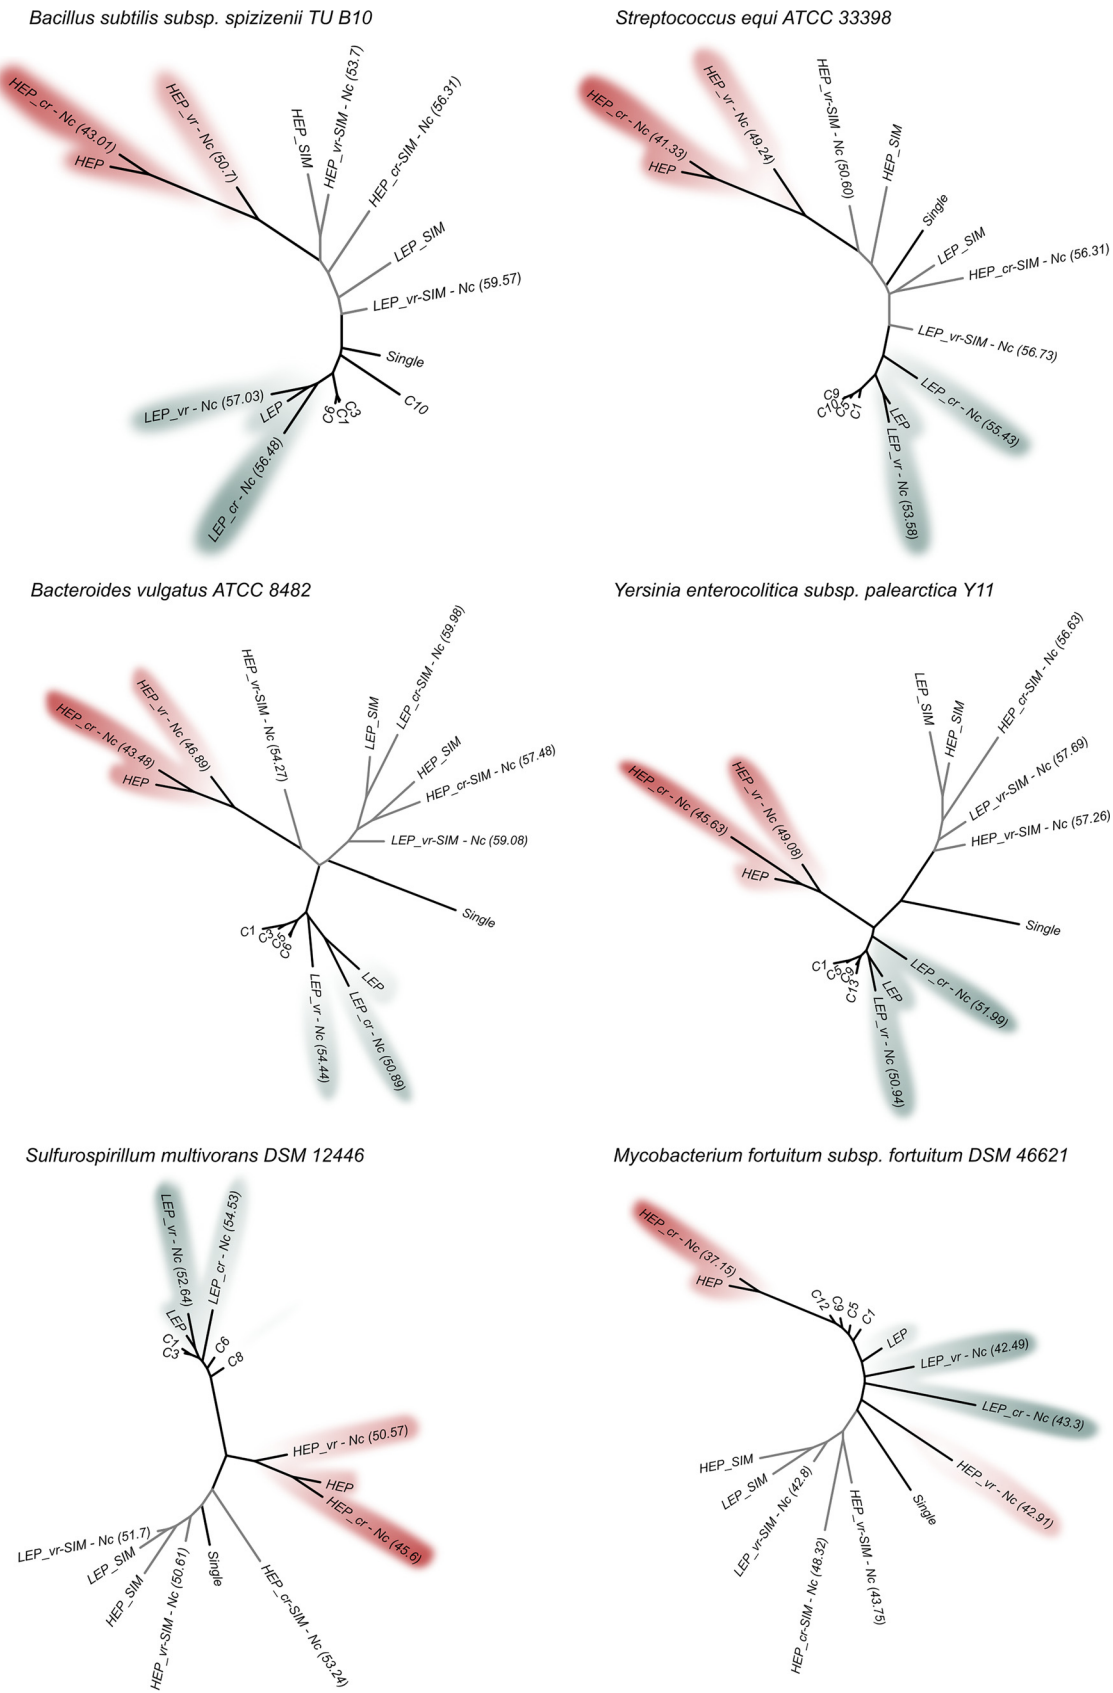 Bacillus subtilis subsp. spizizenii TU B10
HEP_cr - Nc (43.01)
HEP
HEP_vr - Nc (50.7)
HEP_SIM
HEP_vr-SIM - Nc (53.7)
HEP_cr-SIM - Nc (56.31)
LEP_SIM
LEP_vr-SIM - Nc (59.57)
Single
C10
C3
C1
C6
LEP_vr - Nc (57.03)
LEP
LEP_cr - Nc (56.48)
Streptococcus equi ATCC 33398
HEP_cr - Nc (41.33)
HEP
HEP_vr - Nc (49.24)
HEP_vr-SIM - Nc (50.60)
HEP_SIM
Single
LEP_SIM
HEP_cr-SIM - Nc (56.31)
LEP_vr-SIM - Nc (56.73)
LEP_cr - Nc (55.43)
LEP
LEP_vr - Nc (53.58)
C9
C10
C5
C1
Bacteroides vulgatus ATCC 8482
HEP_cr - Nc (43.48)
HEP
HEP_vr - Nc (46.89)
HEP_vr-SIM - Nc (54.27)
LEP_SIM
LEP_cr-SIM - Nc (59.98)
HEP_SIM
HEP_cr-SIM - Nc (57.48)
LEP_vr-SIM - Nc (59.08)
Single
C1
C3
C5
C6
LEP
LEP_vr - Nc (54.44)
LEP_cr - Nc (50.89)
Yersinia enterocolitica subsp. palearctica Y11
HEP_cr - Nc (45.63)
HEP
HEP_vr - Nc (49.08)
LEP_SIM
HEP_SIM
HEP_cr-SIM - Nc (56.63)
LEP_vr-SIM - Nc (57.69)
HEP_vr-SIM - Nc (57.26)
Single
LEP_cr - Nc (51.99)
LEP
LEP_vr - Nc (50.94)
C1
C5
C9
C13
Sulfurospirillum multivorans DSM 12446
LEP_vr - Nc (52.64)
LEP_cr - Nc (54.53)
LEP
C1
C3
C6
C8
HEP_vr - Nc (50.57)
HEP
HEP_cr - Nc (45.6)
LEP_vr-SIM - Nc (51.7)
LEP_SIM
HEP_SIM
HEP_vr-SIM - Nc (50.61)
Single
HEP_cr-SIM - Nc (53.24)
Mycobacterium fortuitum subsp. fortuitum DSM 46621
HEP_cr - Nc (37.15)
HEP
C12
C9
C5
C1
LEP
LEP_vr - Nc (42.49)
LEP_cr - Nc (43.3)
HEP_vr - Nc (42.91)
Single
HEP_SIM
LEP_SIM
LEP_vr-SIM - Nc (42.8)
HEP_cr-SIM - Nc (48.32)
HEP_vr-SIM - Nc (43.75)